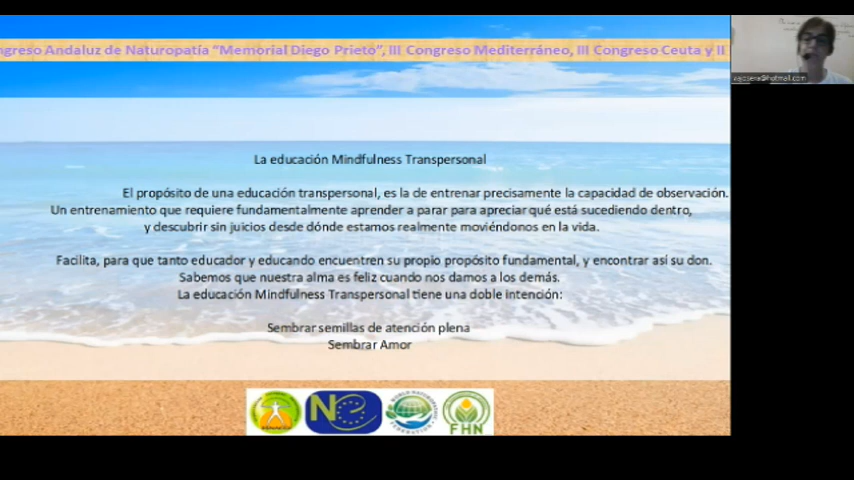 ngreso Andaluz de Naturopatía “Memorial Diego Prieto”, III Congreso Mediterráneo, III Congreso Ceuta y II
vajosera@hotmail.com
La educación Mindfulness Transpersonal
El propósito de una educación transpersonal, es la de entrenar precisamente la capacidad de observación.
Un entrenamiento que requiere fundamentalmente aprender a parar para apreciar qué está sucediendo dentro,
y descubrir sin juicios desde dónde estamos realmente moviéndonos en la vida.
Facilita, para que tanto educador y educando encuentren su propio propósito fundamental, y encontrar así su don.
Sabemos que nuestra alma es feliz cuando nos damos a los demás.
La educación Mindfulness Transpersonal tiene una doble intención:
Sembrar semillas de atención plena
Sembrar Amor
FHN